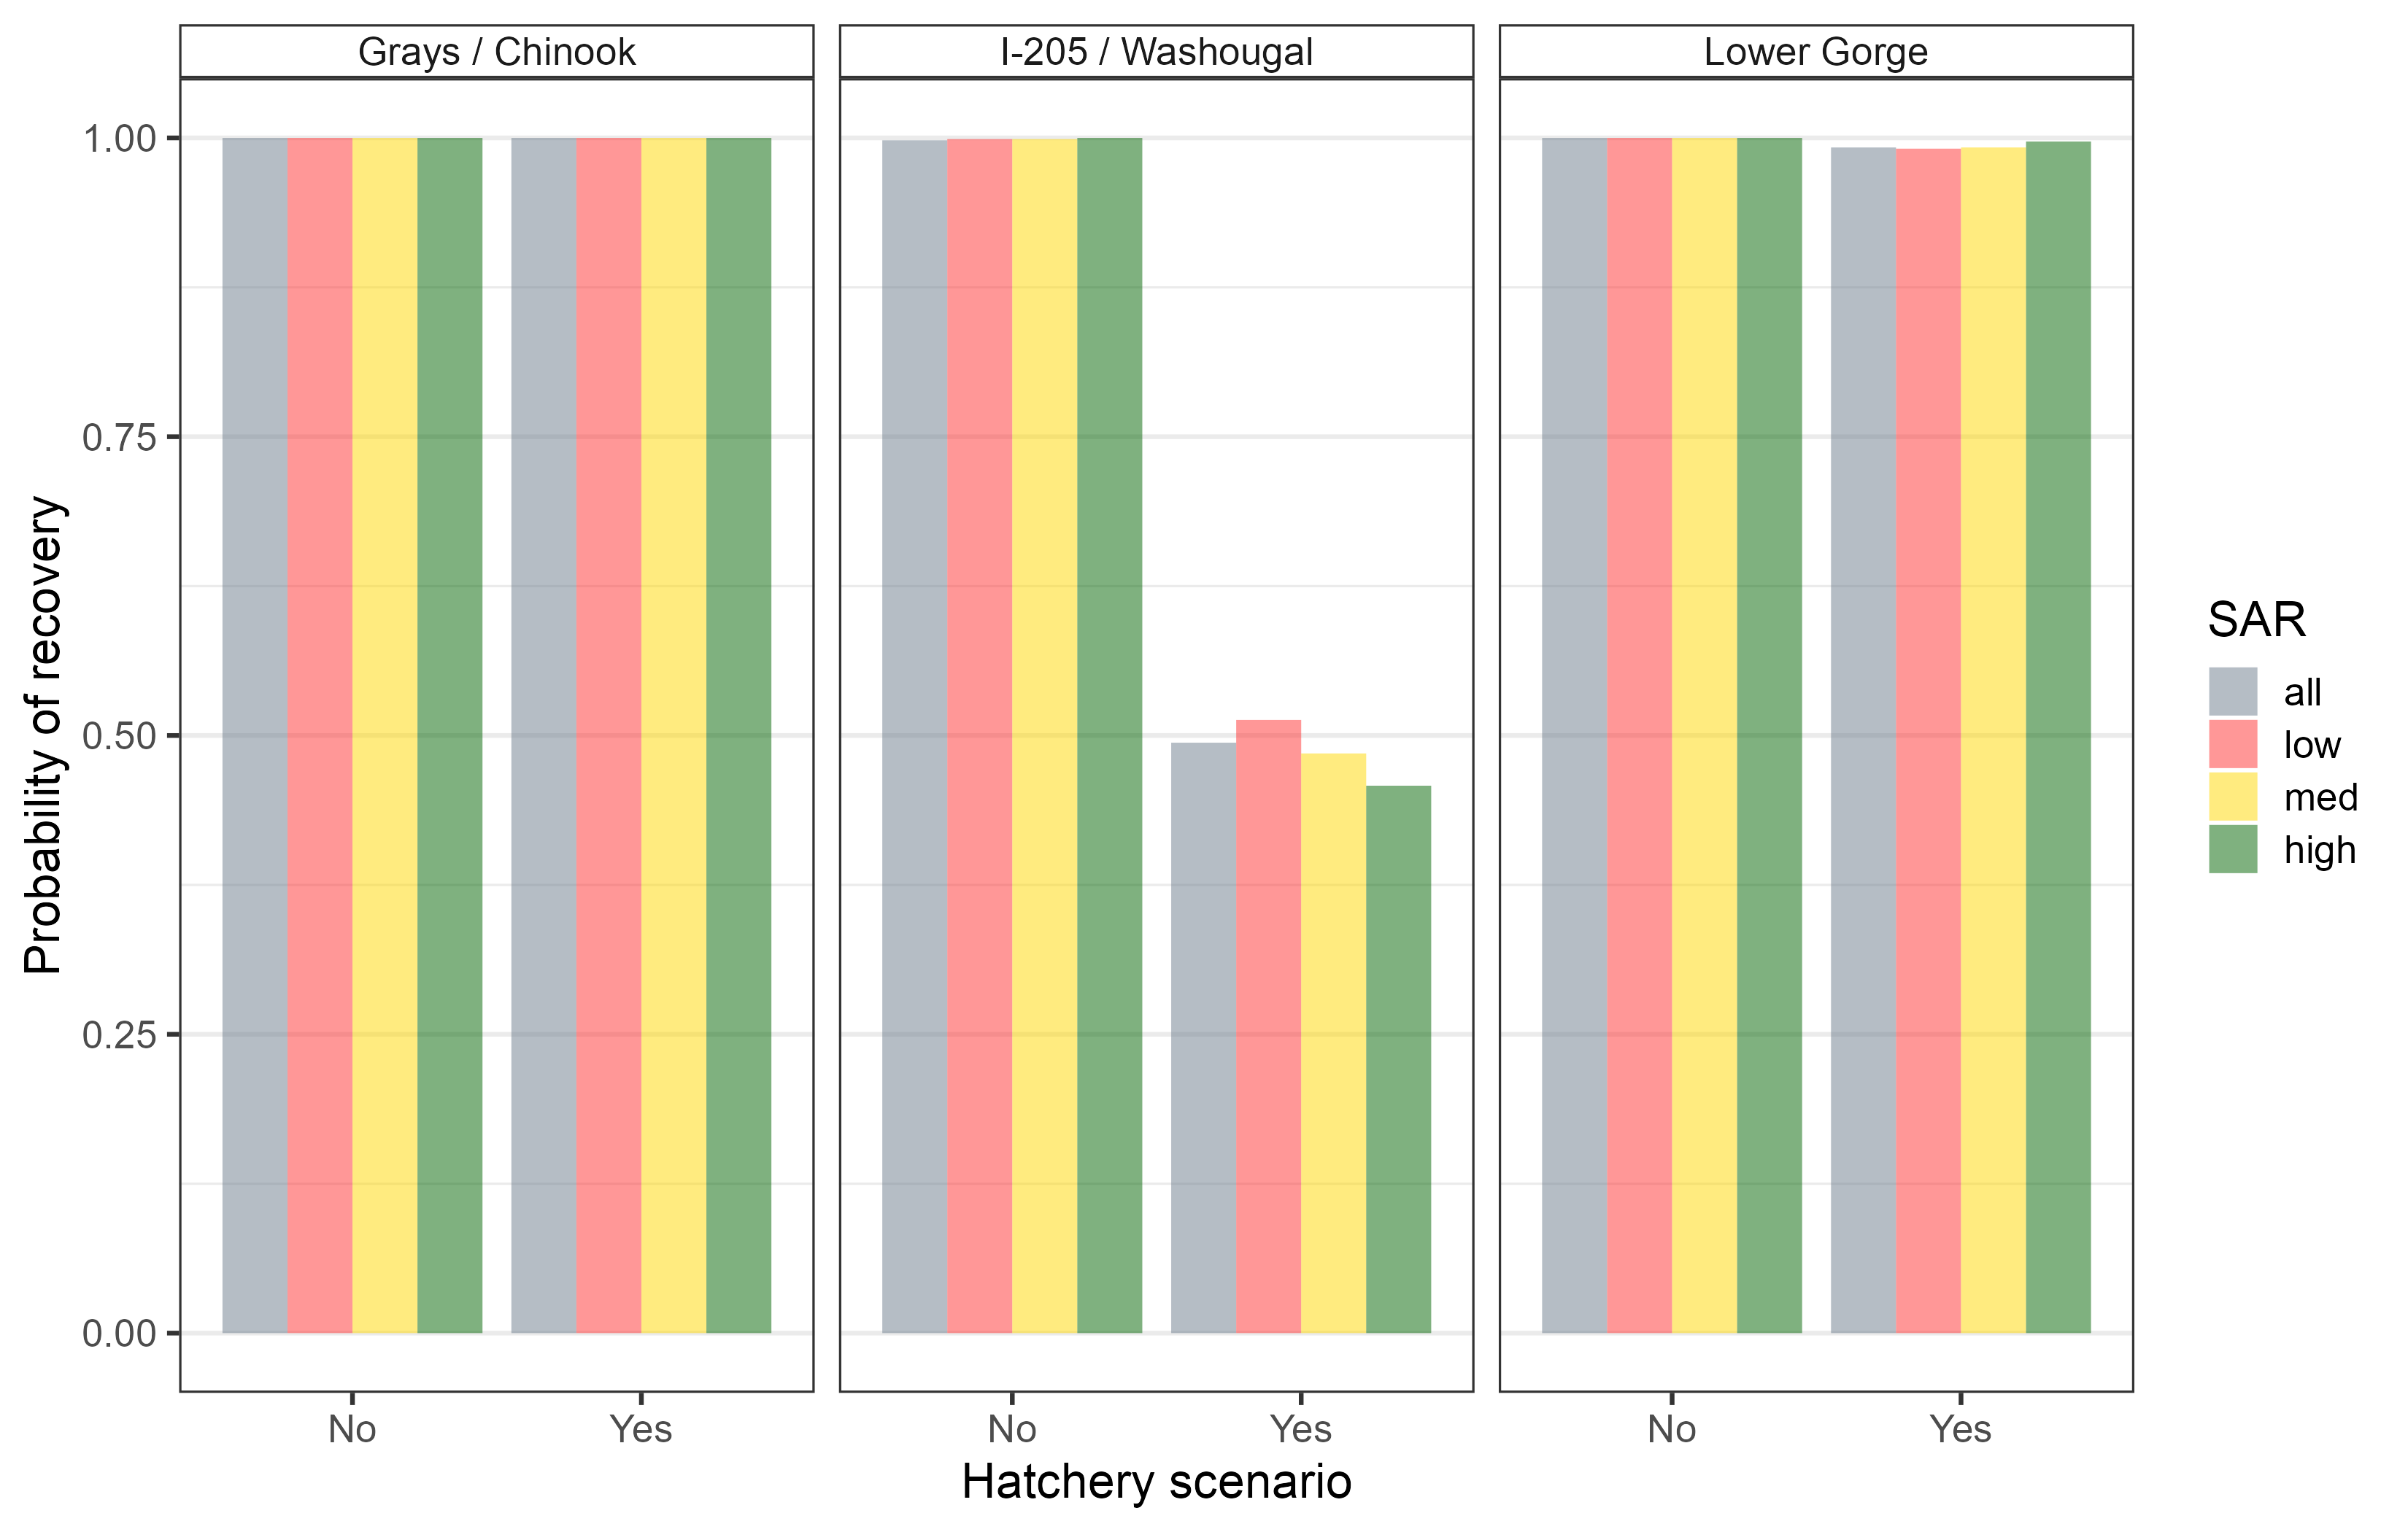 Grays / Chinook
I-205 / Washougal
Lower Gorge
1.00
0.75
0.50
0.25
0.00
Probability of recovery
No
Yes
No
Yes
No
Yes
Hatchery scenario
SAR
all
low
med
high